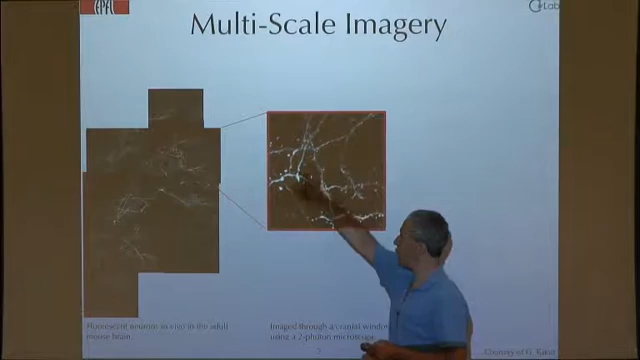 EPFL
CVLab
Multi-Scale Imagery
Fluorescent neurons in vivo in the adult
mouse brain.
Imaged through a cranial window
using a 2-photon microscope.
7
Courtesy of G. Knott